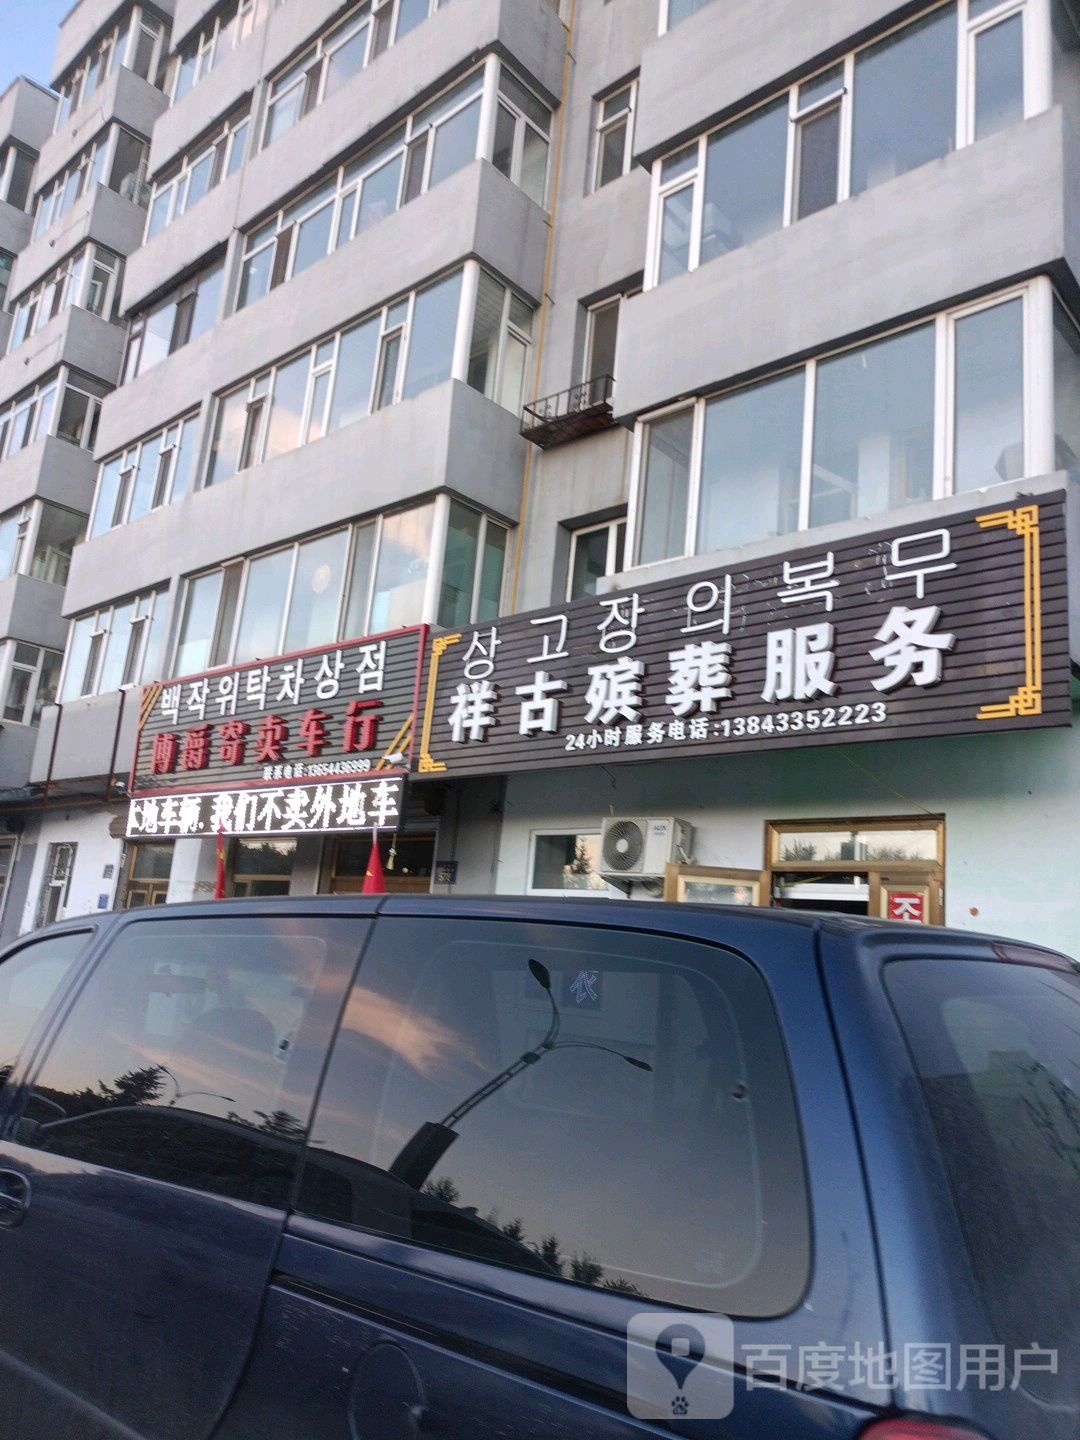 상고장의복무
祥古殡葬服务
24小时服务电话:13843352223
백작위탁차상점
博爵寄卖车行
联系电话:13654436999
地车辆,我们不卖外地车
조
百度地图用户